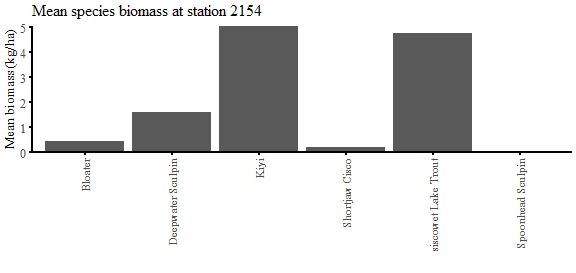 Mean species biomass at station 2154
Mean biomass (kg/ha)
5
4
3
2
1
0
Bloater
Deepwater Sculpin
Kiyi
Shortjaw Cisco
siscowet Lake Trout
Spoonhead Sculpin